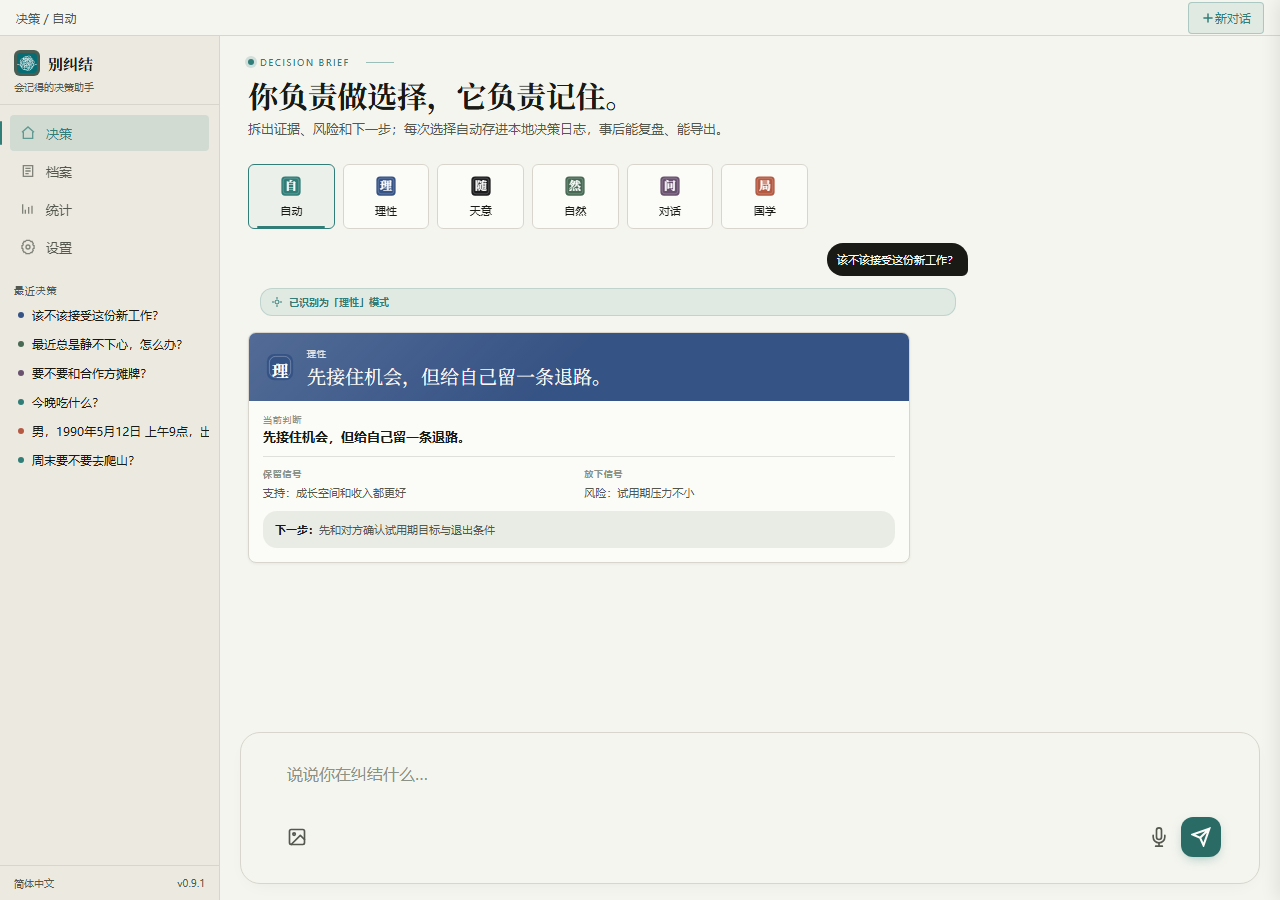 决策 / 自动
+新对话
别纠结
会记得的决策助手
决策
档案
统计
设置
最近决策
该不该接受这份新工作?
最近总是静不下心，怎么办?
要不要和合作方摊牌?
今晚吃什么?
男，1990年5月12日 上午9点，出
周末要不要去爬山?
简体中文
v0.9.1
DECISION BRIEF
你负责做选择，它负责记住。
拆出证据、风险和下一步；每次选择自动存进本地决策日志，事后能复盘、能导出。
自
自动
理
理性
随
天意
然
自然
问
对话
局
国学
该不该接受这份新工作?
已识别为「理性」模式
理
理性
先接住机会，但给自己留一条退路。
当前判断
先接住机会，但给自己留一条退路。
保留信号
支持：成长空间和收入都更好
放下信号
风险：试用期压力不小
下一步：先和对方确认试用期目标与退出条件
说说你在纠结什么...